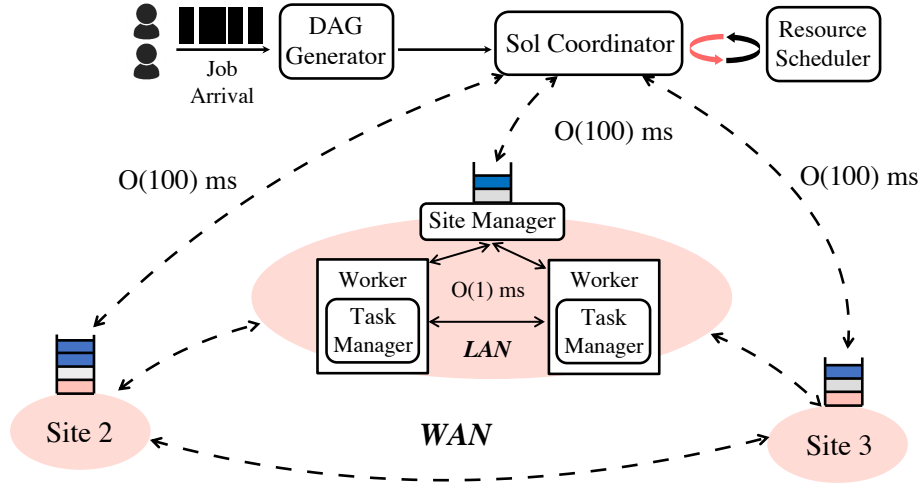 Job
Arrival
DAG
Generator
Sol Coordinator
Resource
Scheduler
O(100) ms
O(100) ms
O(100) ms
Site Manager
Worker
Worker
O(1) ms
Task
Manager
Task
Manager
LAN
Site 2
WAN
Site 3